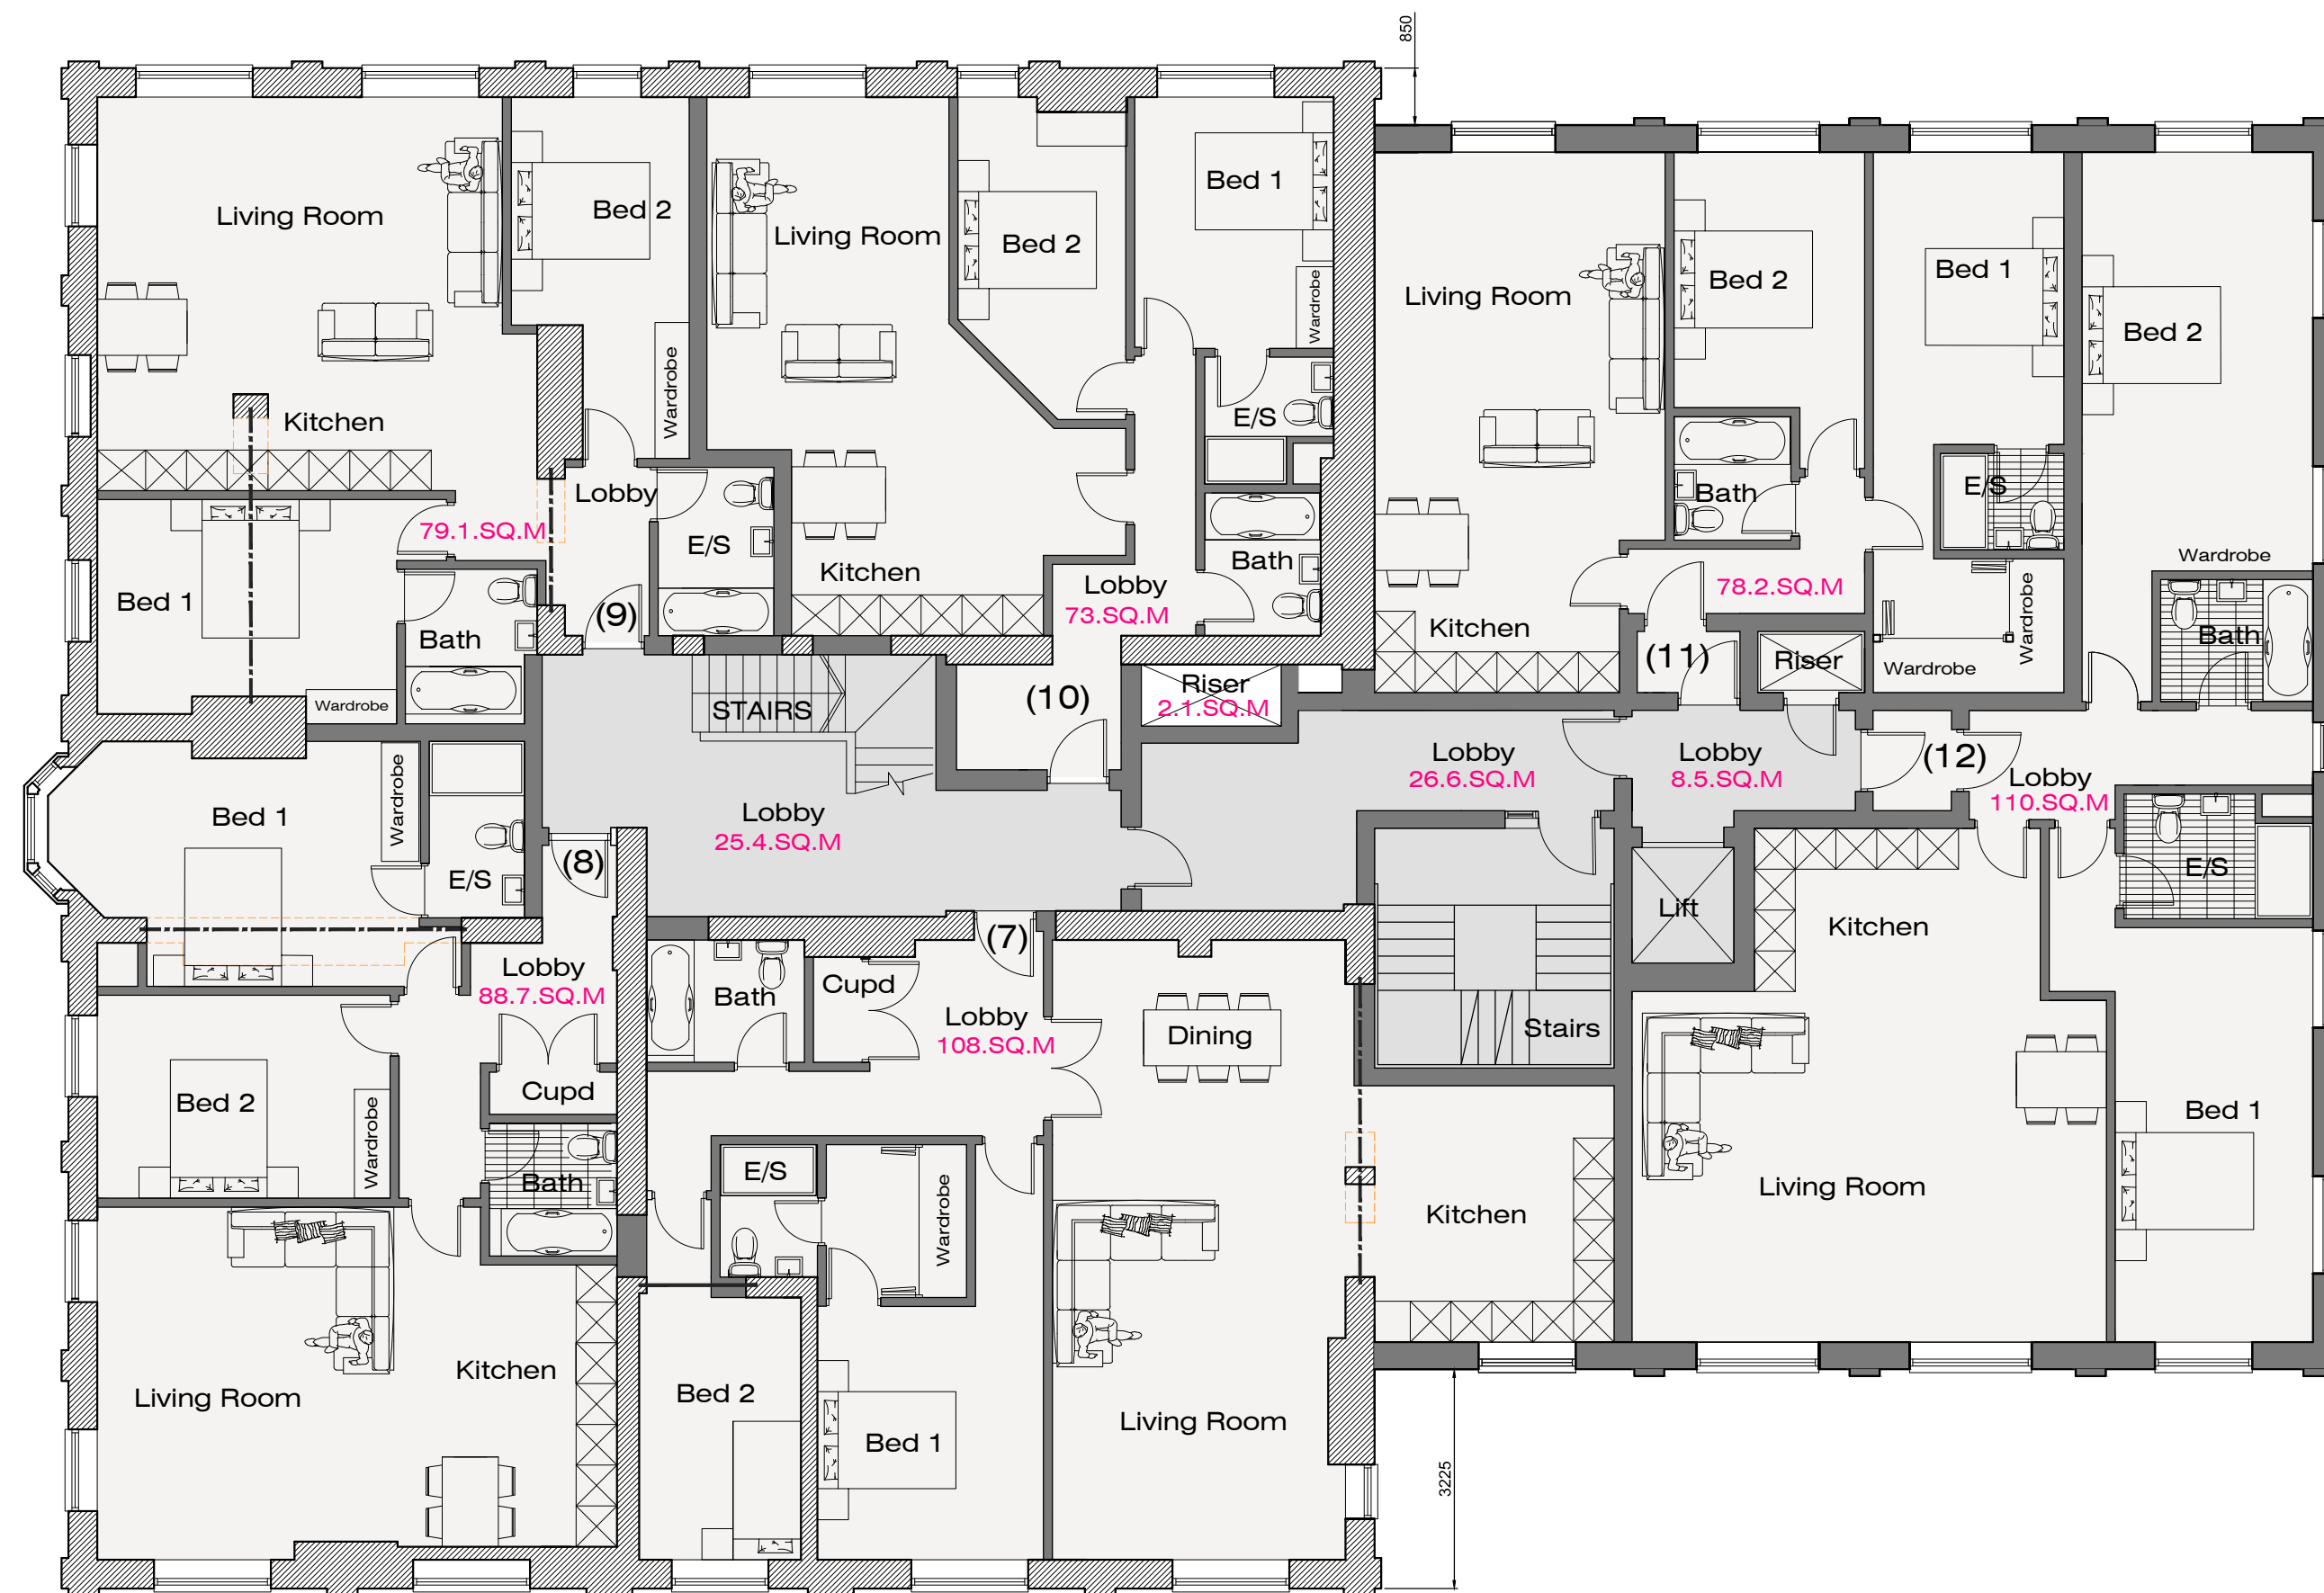 850
Living Room
Bed 2
Living Room
Bed 2
Bed 1
Wardrobe
Living Room
Bed 2
Bed 1
Bed 2
Kitchen
Wardrobe
E/S
Lobby
79.1.SQ.M
E/S
Bath
E/S
Bed 1
Bath
(9)
Kitchen
Lobby
73.SQ.M
Bath
78.2.SQ.M
Kitchen
(11)
Riser
Wardrobe
Wardrobe
Wardrobe
Bath
Wardrobe
STAIRS
(10)
Riser
2.1.SQ.M
Lobby
26.6.SQ.M
Lobby
8.5.SQ.M
(12)
Lobby
110.SQ.M
Bed 1
Wardrobe
E/S
(8)
Lobby
25.4.SQ.M
E/S
Lift
Kitchen
Lobby
88.7.SQ.M
Bath
Cupd
(7)
Lobby
108.SQ.M
Dining
Stairs
Cupd
Bed 2
Wardrobe
Bath
E/S
Wardrobe
Kitchen
Living Room
Bed 1
Living Room
Kitchen
Bed 2
Bed 1
Living Room
3225